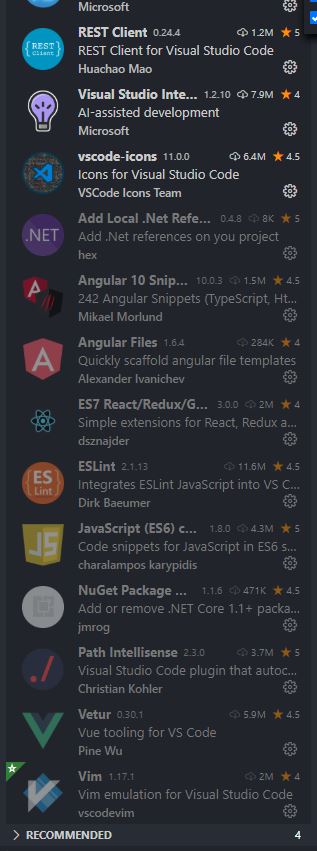 Microsoft
REST Client 0.24.4 1.2M 5
REST Client for Visual Studio Code
Huachao Mao
Visual Studio Inte... 1.2.10 7.9M 4
AI-assisted development
Microsoft
vscode-icons 11.0.0 6.4M 4.5
Icons for Visual Studio Code
VSCode Icons Team
Add Local .Net Refe... 0.4.8 8K 5
Add .Net references on you project
hex
Angular 10 Snip... 10.0.3 1.5M 4.5
242 Angular Snippets (TypeScript, Ht...
Mikael Morlund
Angular Files 1.6.4 284K 4
Quickly scaffold angular file templates
Alexander Ivanichev
ES7 React/Redux/G... 3.0.0 2M 4
Simple extensions for React, Redux a...
dsznajder
ESLint 2.1.13 11.6M 4.5
Integrates ESLint JavaScript into VS C...
Dirk Baeumer
JavaScript (ES6) c... 1.8.0 4.3M 5
Code snippets for JavaScript in ES6 s...
charalampos karypidis
NuGet Package ... 1.1.6 471K 4.5
Add or remove .NET Core 1.1+ packa...
jmrog
Path Intellisense 2.3.0 3.7M 5
Visual Studio Code plugin that autoc...
Christian Kohler
Vetur 0.30.1 5.9M 4.5
Vue tooling for VS Code
Pine Wu
Vim 1.17.1 2M 4
Vim emulation for Visual Studio Code
vscodevim
RECOMMENDED 4
{REST}
Client
.NET
ES
Lint
JS